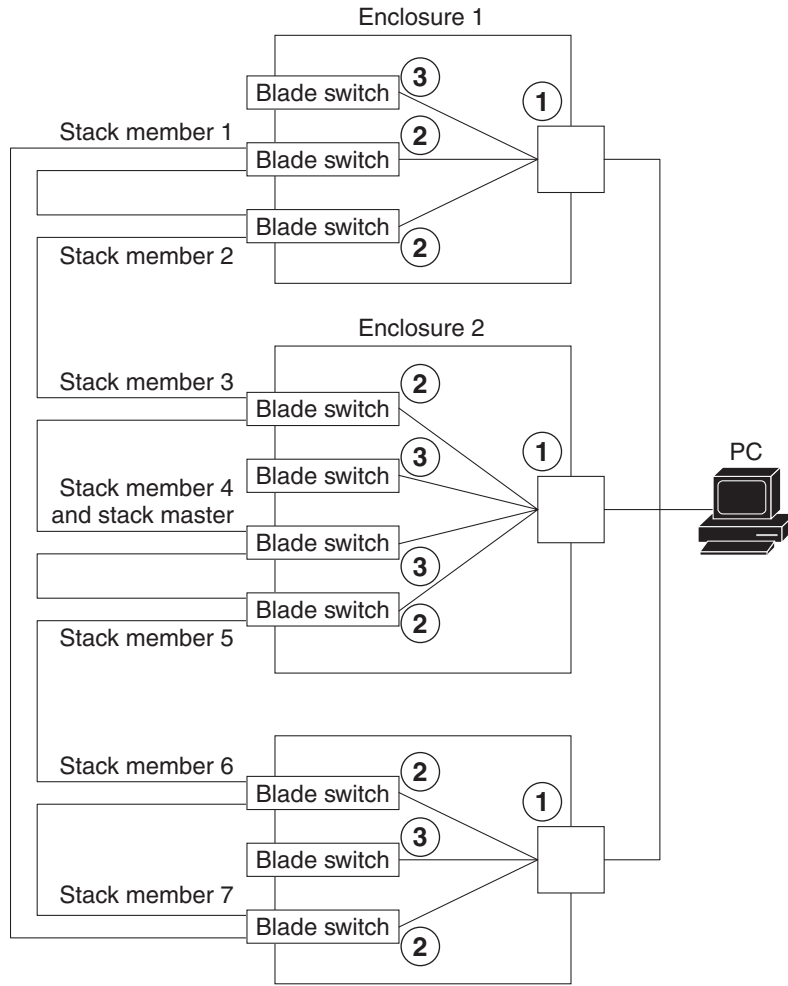 Enclosure 1
3
Blade switch
1
Stack member 1
2
Blade switch
Blade switch
Stack member 2
2
Enclosure 2
Stack member 3
2
Blade switch
1
3
PC
Blade switch
Stack member 4
and stack master
Blade switch
3
Blade switch
2
Stack member 5
Stack member 6
2
Blade switch
1
3
Blade switch
Stack member 7
Blade switch
2